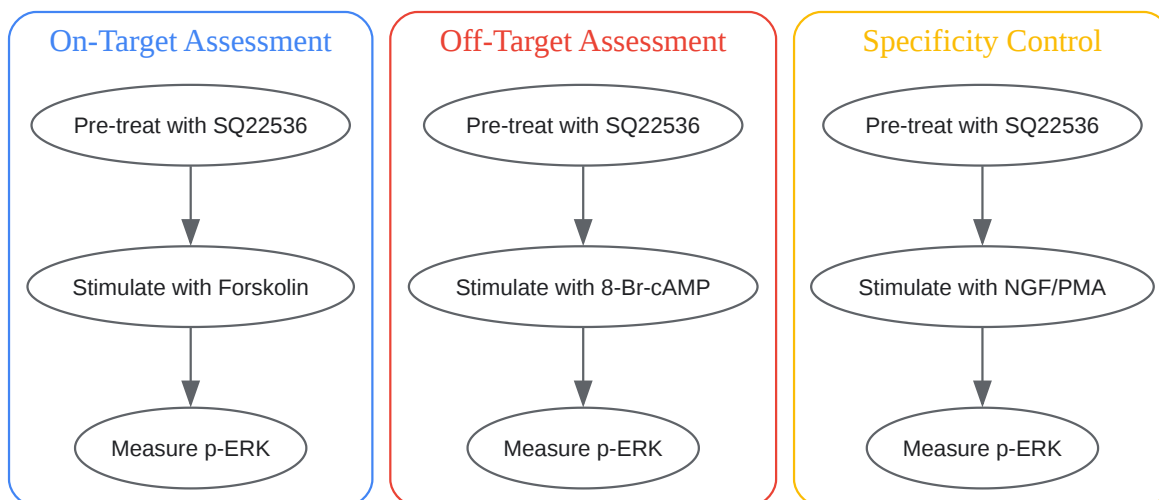 On-Target Assessment
Pre-treat with SQ22536
Stimulate with Forskolin
Measure p-ERK
Off-Target Assessment
Pre-treat with SQ22536
Stimulate with 8-Br-cAMP
Measure p-ERK
Specificity Control
Pre-treat with SQ22536
Stimulate with NGF/PMA
Measure p-ERK